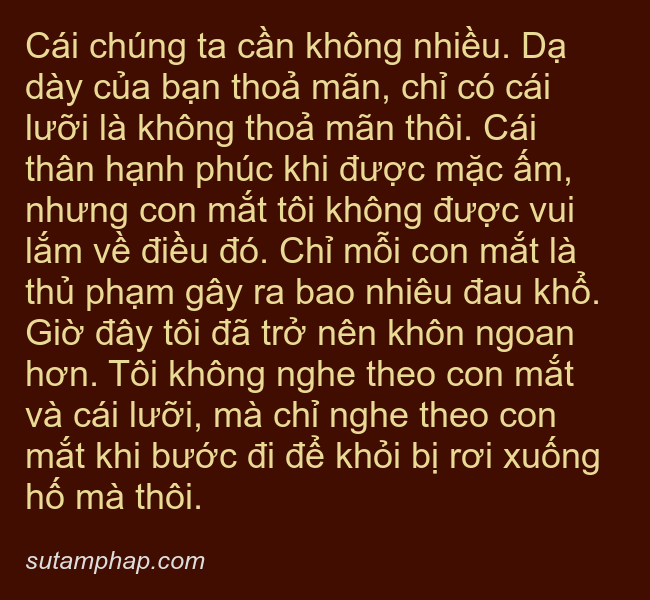 Cái chúng ta cần không nhiều. Dạ
dày của bạn thoả mãn, chỉ có cái
lưỡi là không thoả mãn thôi. Cái
thân hạnh phúc khi được mặc ấm,
nhưng con mắt tôi không được vui
lắm về điều đó. Chỉ mỗi con mắt là
thủ phạm gây ra bao nhiêu đau khổ.
Giờ đây tôi đã trở nên khôn ngoan
hơn. Tôi không nghe theo con mắt
và cái lưỡi, mà chỉ nghe theo con
mắt khi bước đi để khỏi bị rơi xuống
hố mà thôi.
sutamphap.com